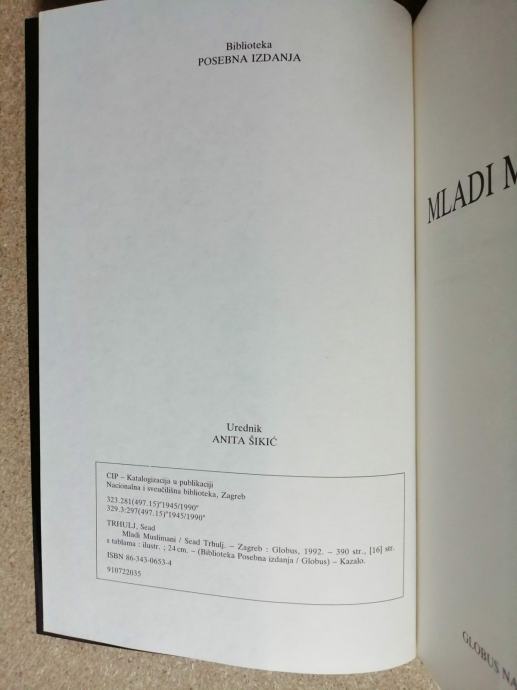 Biblioteka
POSEBNA IZDANJA
MLADI M
Urednik
ANITA ŠIKIĆ
CIP – Katalogizacija u publikaciji
Nacionalna i sveučilišna biblioteka, Zagreb
323.281(497.15)"1945/1990"
329.3:297(497.15)"1945/1990"
TRHULJ, Sead
Mladi Muslimani / Sead Trhulj. – Zagreb : Globus, 1992. – 390 str., [16] str.
s tablama : ilustr. ; 24 cm. – (Biblioteka Posebna izdanja / Globus) – Kazalo.
ISBN 86-343-0653-4
910722035
GLOBUS NA